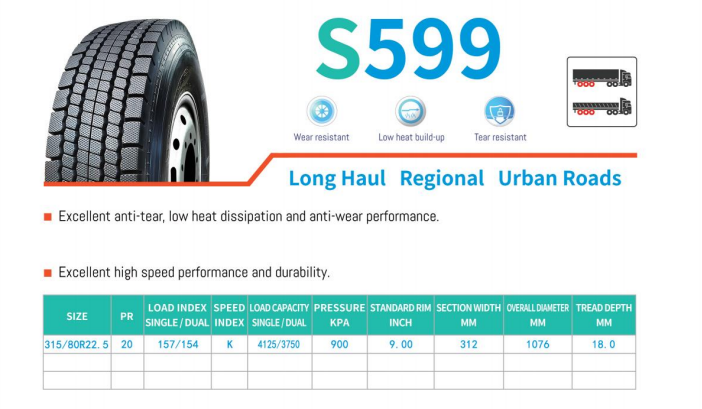 S599
Wear resistant Low heat build-up Tear resistant
Long Haul Regional Urban Roads
Excellent anti-tear, low heat dissipation and anti-wear performance.
Excellent high speed performance and durability.
SIZE PR LOAD INDEX SINGLE / DUAL SPEED INDEX LOAD CAPACITY SINGLE / DUAL PRESSURE KPA STANDARD RIM INCH SECTION WIDTH MM OVERALL DIAMETER MM TREAD DEPTH MM
315/80R22.5 20 157/154 K 4125/3750 900 9.00 312 1076 18.0